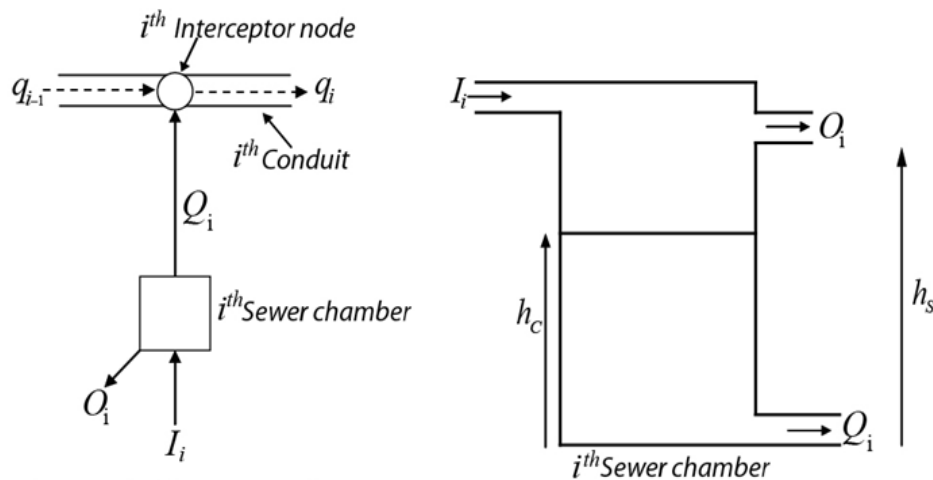 i^th Interceptor node
q_{i-1}
q_i
i^th Conduit
Q_i
i^th Sewer chamber
O_i
I_i
I_i
O_i
h_c
h_s
Q_i
i^th Sewer chamber